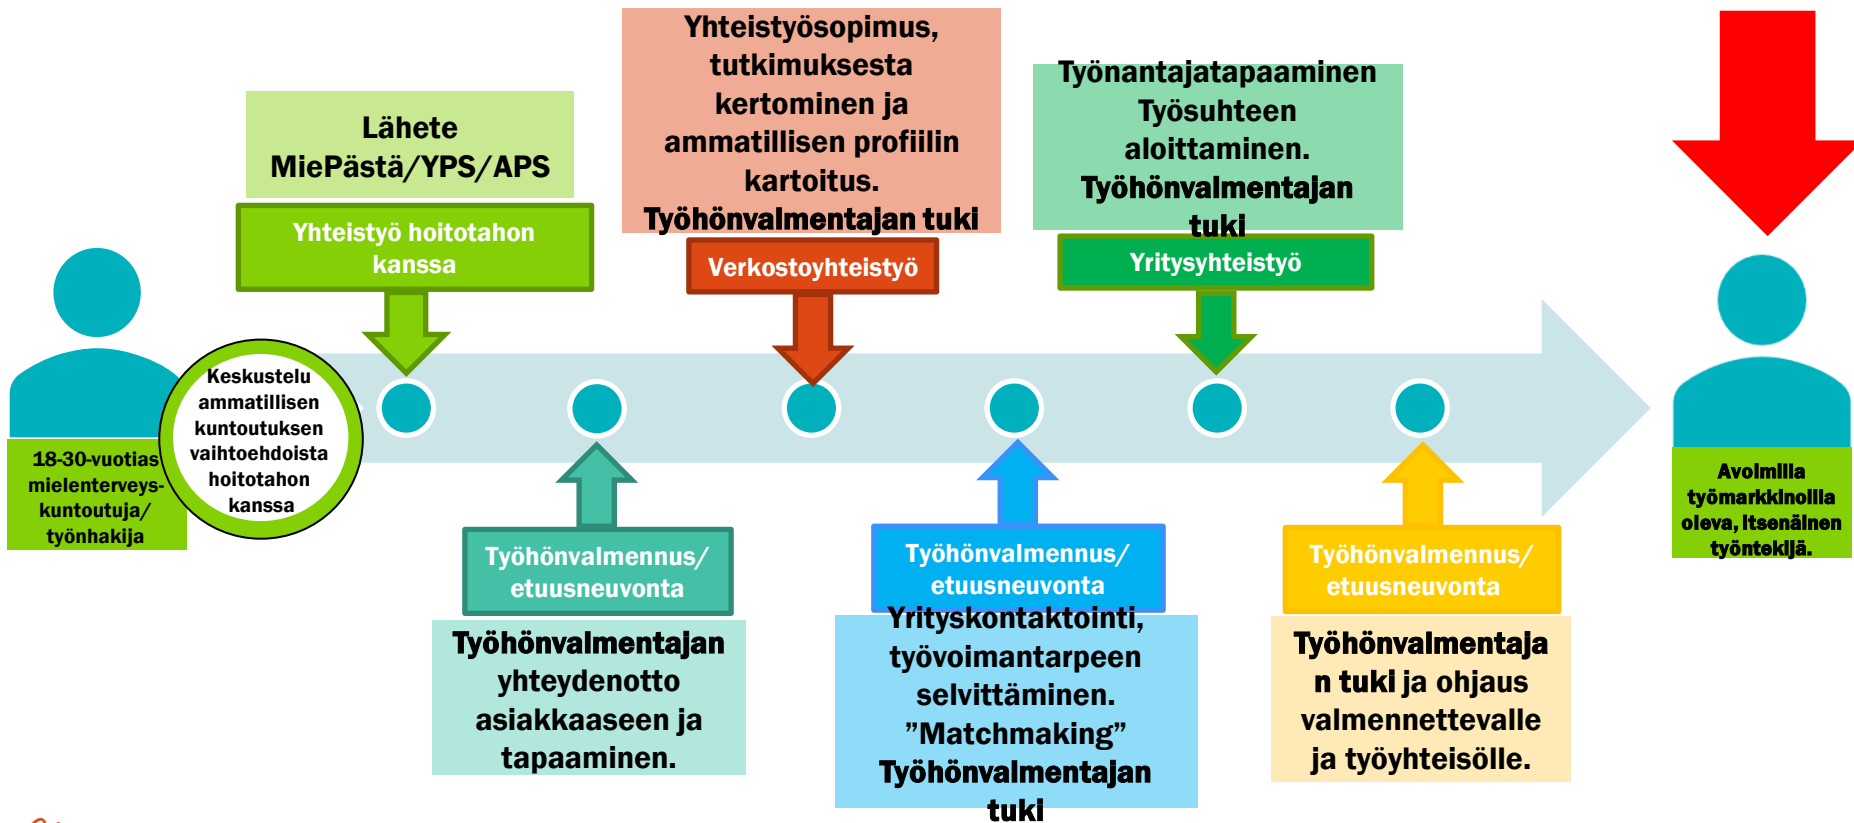 18-30-vuotias
mielenterveys-
kuntoutuja/
työnhakija
Keskustelu
ammatillisen
kuntoutuksen
vaihtoehdoista
hoitotahon
kanssa
Lähete
MiePästä/YPS/APS
Yhteistyö hoitotahon
kanssa
Työhönvalmennus/
etuusneuvonta
Työhönvalmentajan
yhteydenotto
asiakkaaseen ja
tapaaminen.
Yhteistyösopimus,
tutkimuksesta
kertominen ja
ammatillisen profiilin
kartoitus.
Työhönvalmentajan tuki
Verkostoyhteistyö
Työhönvalmennus/
etuusneuvonta
Yrityskontaktointi,
työvoimantarpeen
selvittäminen.
”Matchmaking”
Työhönvalmentajan
tuki
Työnantajatapaaminen
Työsuhteen
aloittaminen.
Työhönvalmentajan
tuki
Yritysyhteistyö
Työhönvalmennus/
etuusneuvonta
Työhönvalmentaja
n tuki ja ohjaus
valmennettevalle
ja työyhteisölle.
Avoimilla
työmarkkinoilla
oleva, itsenäinen
työntekijä.